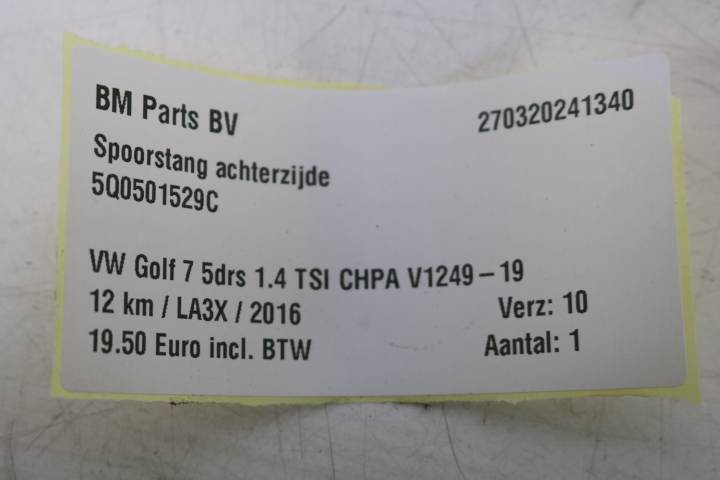 BM Parts BV 270320241340
Spoorstang achterzijde
5Q0501529C
VW Golf 7 5drs 1.4 TSI CHPA V1249-19
12 km / LA3X / 2016 Verz: 10
19.50 Euro incl. BTW Aantal: 1